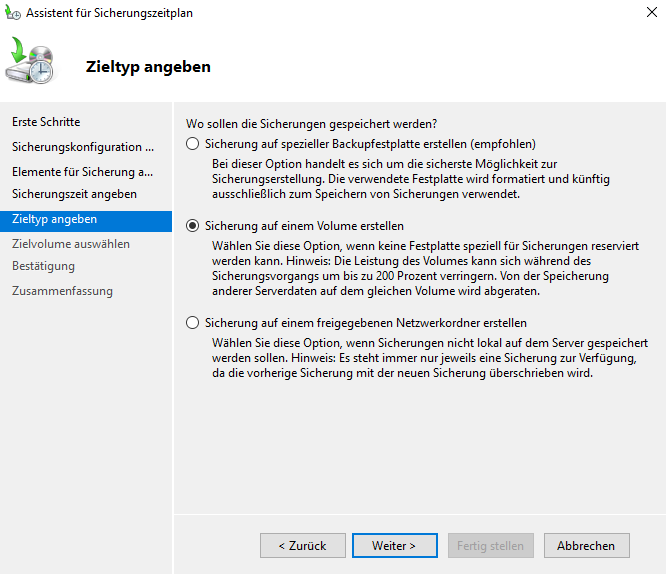 Assistent für Sicherungszeitplan
Zieltyp angeben
Erste Schritte
Sicherungskonfiguration ...
Elemente für Sicherung a...
Sicherungszeit angeben
Zieltyp angeben
Zielvolume auswählen
Bestätigung
Zusammenfassung
Wo sollen die Sicherungen gespeichert werden?
Sicherung auf spezieller Backupfestplatte erstellen (empfohlen)
Bei dieser Option handelt es sich um die sicherste Möglichkeit zur
Sicherungserstellung. Die verwendete Festplatte wird formatiert und künftig
ausschließlich zum Speichern von Sicherungen verwendet.
Sicherung auf einem Volume erstellen
Wählen Sie diese Option, wenn keine Festplatte speziell für Sicherungen reserviert
werden kann. Hinweis: Die Leistung des Volumes kann sich während des
Sicherungsvorgangs um bis zu 200 Prozent verringern. Von der Speicherung
anderer Serverdaten auf dem gleichen Volume wird abgeraten.
Sicherung auf einem freigegebenen Netzwerkordner erstellen
Wählen Sie diese Option, wenn Sicherungen nicht lokal auf dem Server gespeichert
werden sollen. Hinweis: Es steht immer nur jeweils eine Sicherung zur Verfügung,
da die vorherige Sicherung mit der neuen Sicherung überschrieben wird.
< Zurück
Weiter >
Fertig stellen
Abbrechen